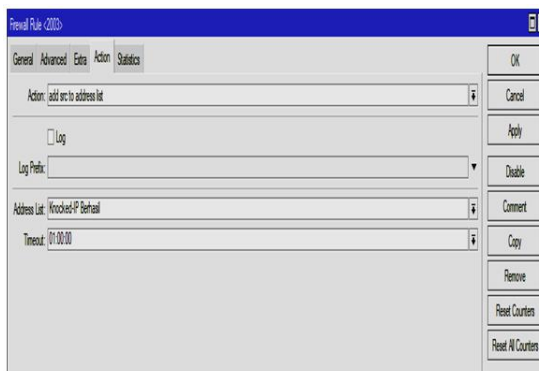 Firewall Rule <2003>
General Advanced Extra Action Statistics
Action: add src to address list
Log
Log Prefix:
Address List: Knocked-IP Berhasil
Timeout: 01:00:00
OK
Cancel
Apply
Disable
Comment
Copy
Remove
Reset Counters
Reset All Counters